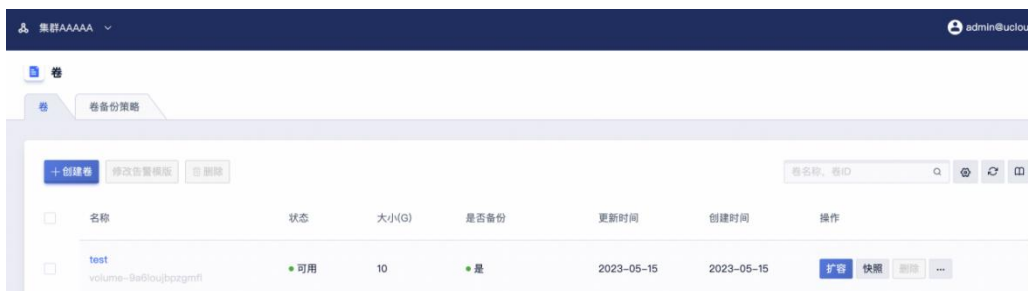 集群AAAAA
admin@uclou
卷
卷 卷备份策略
+创建卷 修改告警模版 删除 卷名称、卷ID
名称 状态 大小(G) 是否备份 更新时间 创建时间 操作
test
volume-9a6loujbpzgmfl
可用 10 是 2023-05-15 2023-05-15 扩容 快照 删除 ...